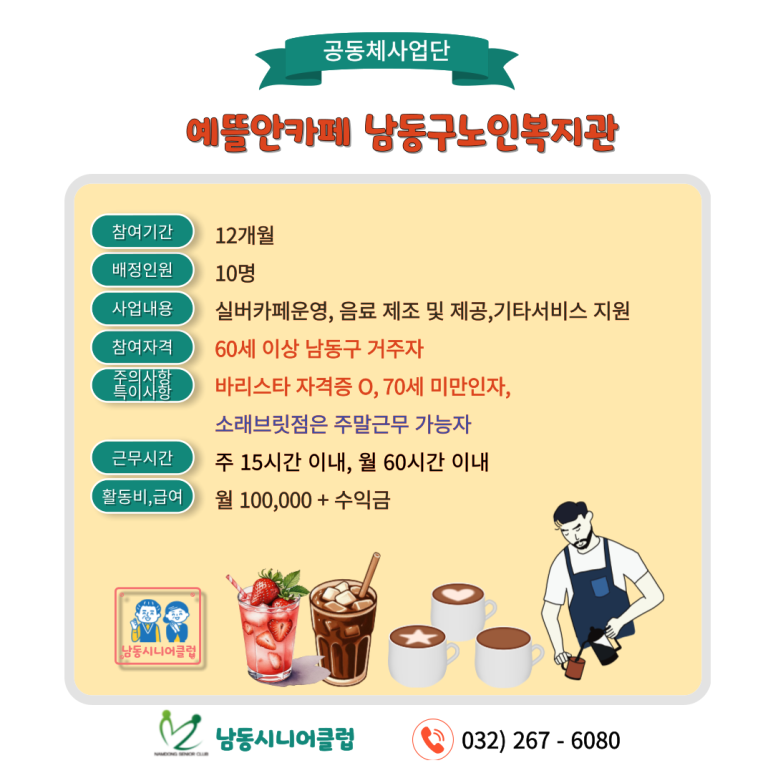 공동체사업단
예뜰안카페 남동구노인복지관
참여기간 12개월
배정인원 10명
사업내용 실버카페운영, 음료 제조 및 제공,기타서비스 지원
참여자격 60세 이상 남동구 거주자
주의사항
특이사항 바리스타 자격증 O, 70세 미만인자,
소래브릿점은 주말근무 가능자
근무시간 주 15시간 이내, 월 60시간 이내
활동비,급여 월 100,000 + 수익금
남동시니어클럽
NAMDONG SENIOR CLUB
남동시니어클럽
032) 267 - 6080